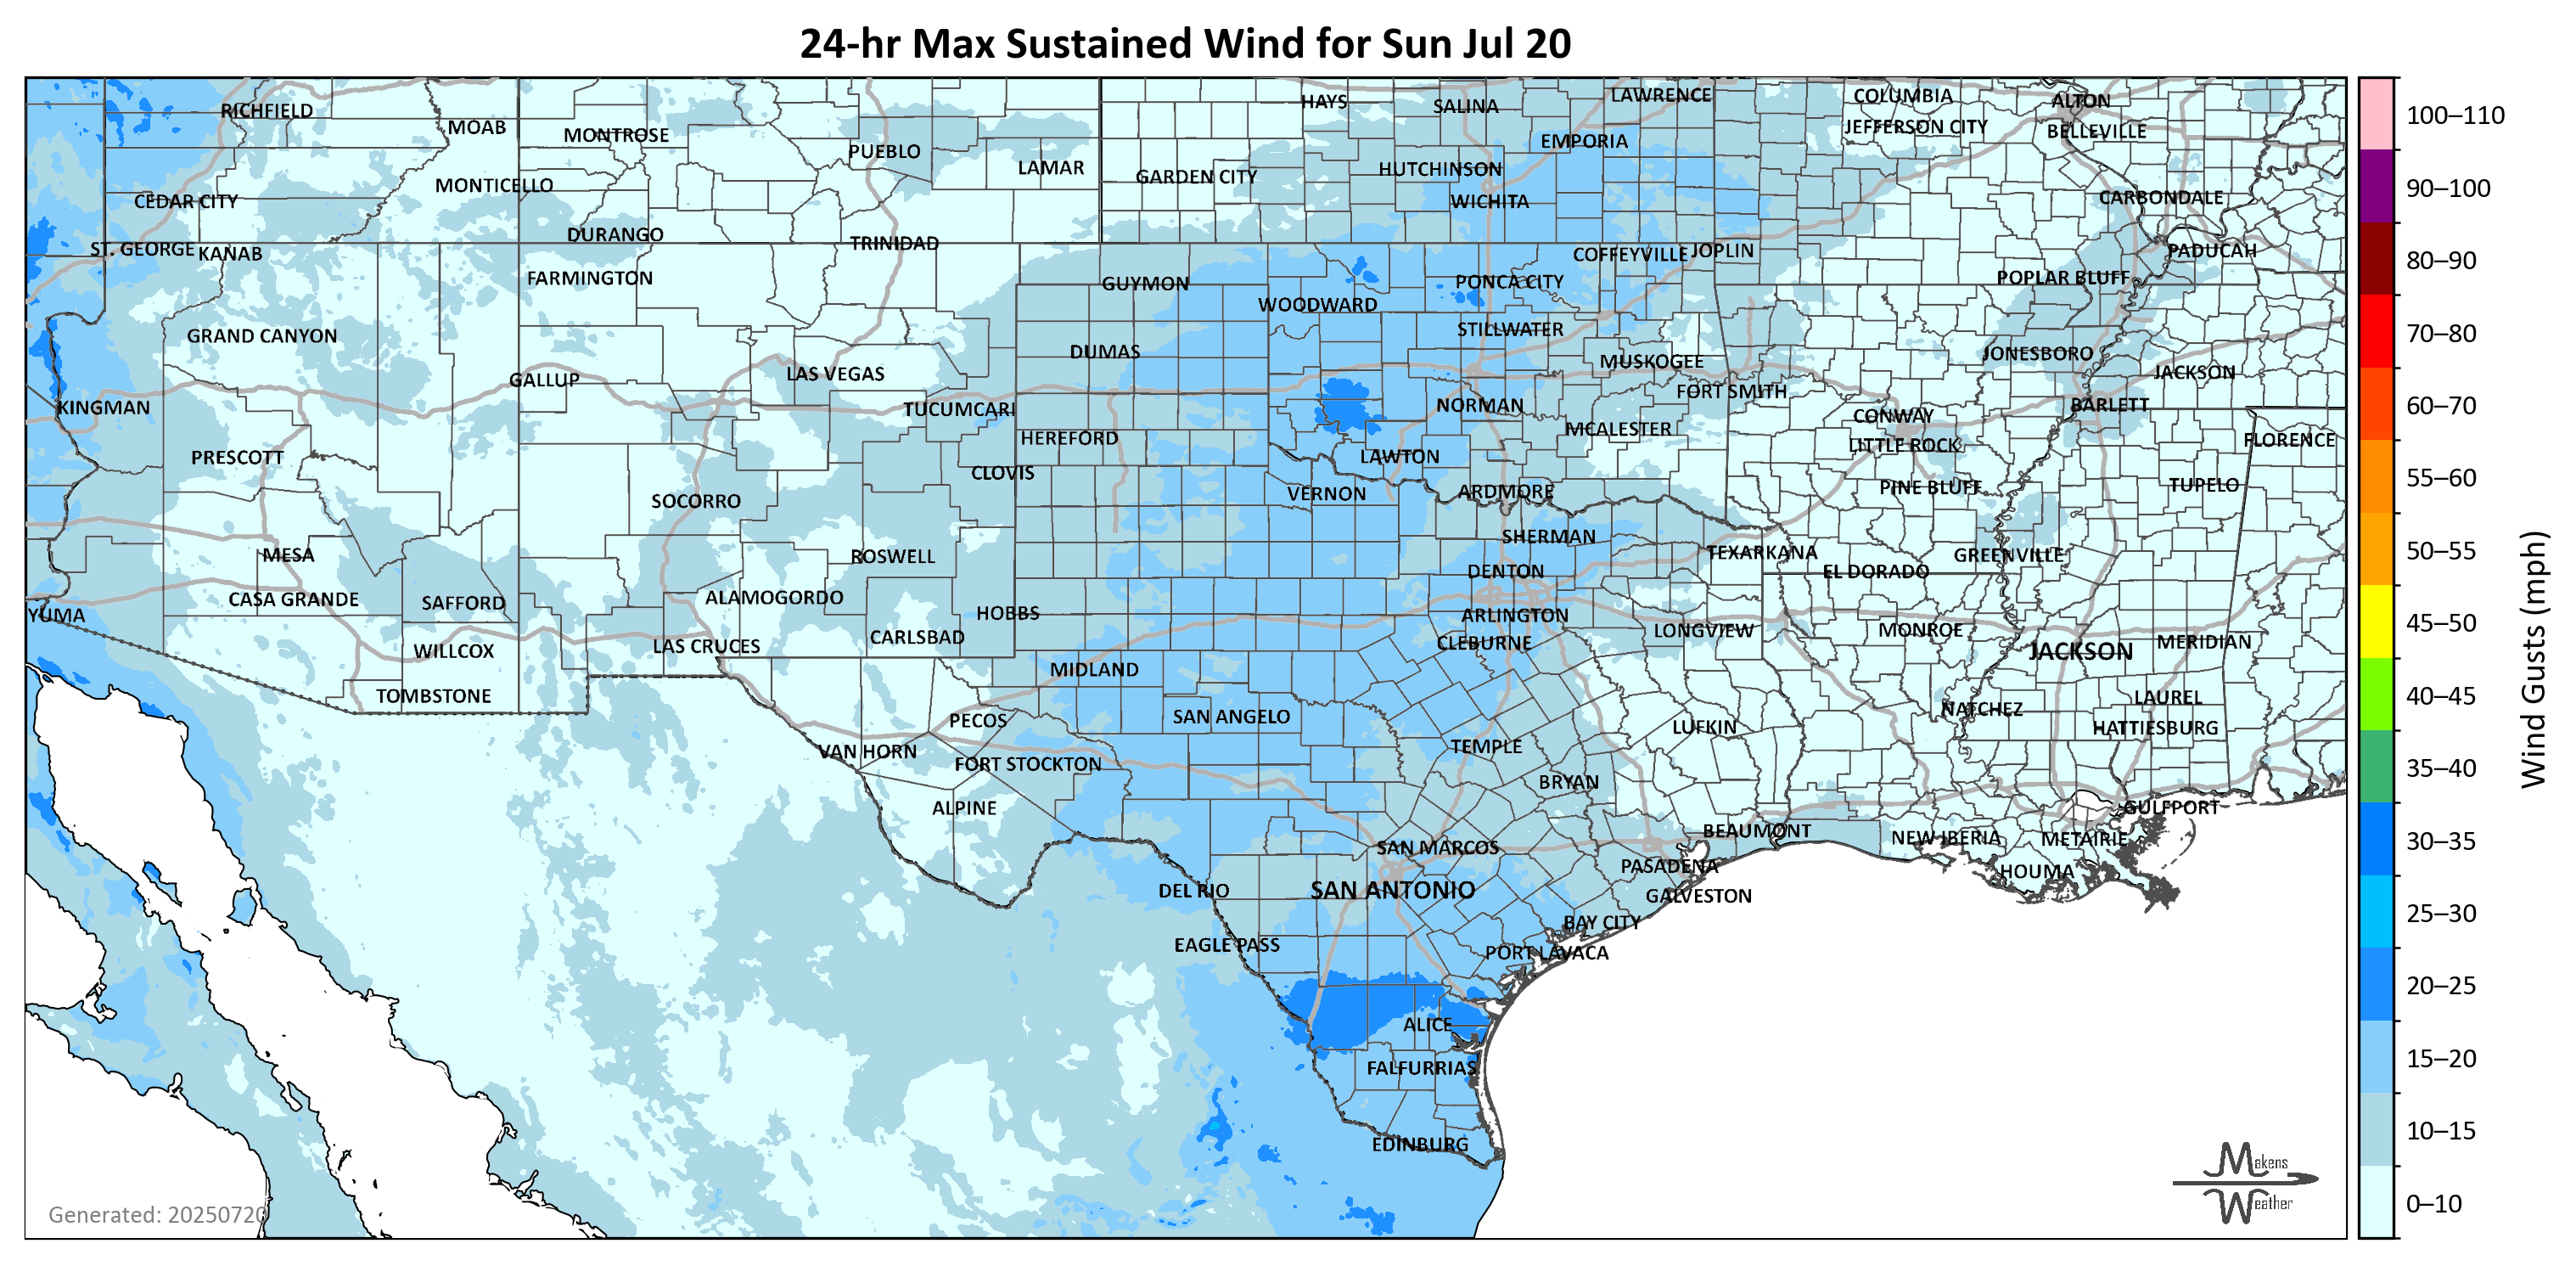 24-hr Max Sustained Wind for Sun Jul 20
RICHFIELD
MOAB
MONTROSE
PUEBLO
LAMAR
GARDEN CITY
HAYS
SALINA
LAWRENCE
EMPORIA
HUTCHINSON
WICHITA
COLUMBIA
JEFFERSON CITY
ALTON
BELLEVILLE
CARBONDALE
CEDAR CITY
MONTICELLO
DURANGO
TRINIDAD
ST. GEORGE
KANAB
FARMINGTON
GUYMON
WOODWARD
PONCA CITY
COFFEYVILLE
JOPLIN
POPLAR BLUFF
PADUCAH
GRAND CANYON
STILLWATER
DUMAS
MUSKOGEE
JONESBORO
JACKSON
GALLUP
LAS VEGAS
FORT SMITH
KINGMAN
TUCUMCARI
NORMAN
BARLETT
CONWAY
MCALESTER
HEREFORD
LITTLE ROCK
FLORENCE
PRESCOTT
CLOVIS
LAWTON
SOCORRO
VERNON
ARDMORE
PINE BLUFF
TUPELO
MESA
ROSWELL
SHERMAN
TEXARKANA
GREENVILLE
DENTON
EL DORADO
CASA GRANDE
SAFFORD
ALAMOGORDO
HOBBS
YUMA
ARLINGTON
CARLSBAD
CLEBURNE
LONGVIEW
MONROE
WILLCOX
LAS CRUCES
JACKSON
MERIDIAN
MIDLAND
TOMBSTONE
LAUREL
PECOS
SAN ANGELO
NATCHEZ
HATTIESBURG
LUFKIN
VAN HORN
TEMPLE
FORT STOCKTON
BRYAN
ALPINE
GULFPORT
BEAUMONT
NEW IBERIA
METAIRIE
SAN MARCOS
PASADENA
HOUMA
DEL RIO
SAN ANTONIO
GALVESTON
BAY CITY
EAGLE PASS
PORT LAVACA
ALICE
FALFURRIAS
EDINBURG
Generated: 20250720
Makens
Weather
100–110
90–100
80–90
70–80
60–70
55–60
50–55
45–50
40–45
35–40
30–35
25–30
20–25
15–20
10–15
0–10
Wind Gusts (mph)